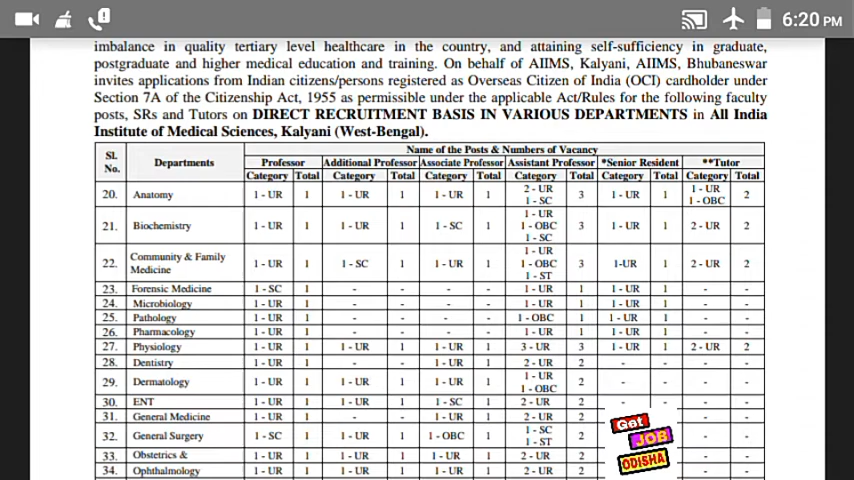 6:20 PM
imbalance in quality tertiary level healthcare in the country, and attaining self-sufficiency in graduate,
postgraduate and higher medical education and training. On behalf of AIIMS, Kalyani, AIIMS, Bhubaneswar
invites applications from Indian citizens/persons registered as Overseas Citizen of India (OCI) cardholder under
Section 7A of the Citizenship Act, 1955 as permissible under the applicable Act/Rules for the following faculty
posts, SRs and Tutors on DIRECT RECRUITMENT BASIS IN VARIOUS DEPARTMENTS in All India
Institute of Medical Sciences, Kalyani (West-Bengal).
Sl. No. Departments Name of the Posts & Numbers of Vacancy
Professor Additional Professor Associate Professor Assistant Professor *Senior Resident **Tutor
Category Total Category Total Category Total Category Total Category Total Category Total
20. Anatomy 1 - UR 1 1 - UR 1 1 - UR 1 2 - UR 1 - SC 3 1 - UR 1 1 - UR 1 - OBC 2
21. Biochemistry 1 - UR 1 1 - UR 1 1 - SC 1 1 - UR 1 - OBC 1 - SC 3 1 - UR 1 2 - UR 2
22. Community & Family Medicine 1 - UR 1 1 - SC 1 1 - UR 1 1 - UR 1 - OBC 1 - ST 3 1-UR 1 2 - UR 2
23. Forensic Medicine 1 - SC 1 - - - - 1 - UR 1 1 - UR 1 - -
24. Microbiology 1 - UR 1 - - - - 1 - UR 1 1 - UR 1 - -
25. Pathology 1 - UR 1 - - - - 1 - OBC 1 1 - UR 1 - -
26. Pharmacology 1 - UR 1 - - - - 1 - UR 1 1 - UR 1 - -
27. Physiology 1 - UR 1 1 - UR 1 1 - UR 1 3 - UR 3 1 - UR 1 2 - UR 2
28. Dentistry 1 - UR 1 - - 1 - UR 1 2 - UR 2 - - - -
29. Dermatology 1 - UR 1 1 - UR 1 1 - UR 1 1 - UR 1 - OBC 2 - - - -
30. ENT 1 - UR 1 1 - UR 1 1 - SC 1 2 - UR 2 - - - -
31. General Medicine 1 - UR 1 - - 1 - UR 1 2 - UR 2 - -
32. General Surgery 1 - SC 1 1 - UR 1 1 - OBC 1 1 - SC 1 - ST 2 - -
33. Obstetrics & 1 - UR 1 1 - UR 1 1 - UR 1 2 - UR 2 - -
34. Ophthalmology 1 - UR 1 1 - UR 1 1 - UR 1 2 - UR 2 - -
Get
JOB
ODISHA